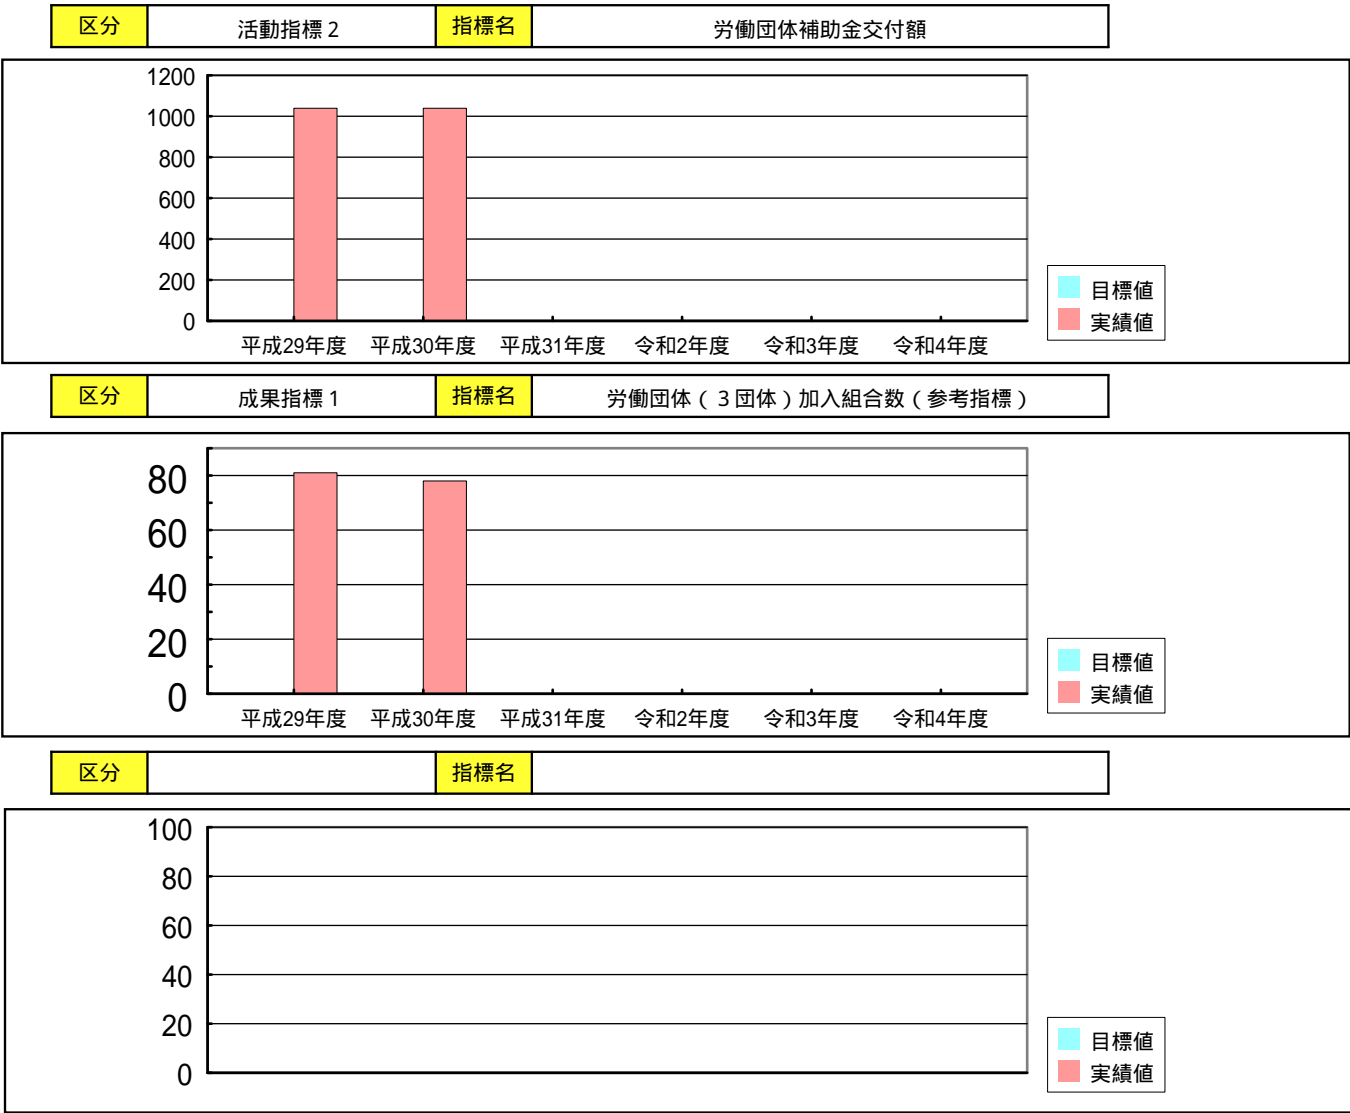 区分 活動指標２ 指標名 労働団体補助金交付額
1200
1000
800
600
400
200
0
平成29年度 平成30年度 平成31年度 令和2年度 令和3年度 令和4年度
目標値
実績値
区分 成果指標１ 指標名 労働団体（３団体）加入組合数（参考指標）
80
60
40
20
0
平成29年度 平成30年度 平成31年度 令和2年度 令和3年度 令和4年度
目標値
実績値
区分 指標名
100
80
60
40
20
0
目標値
実績値